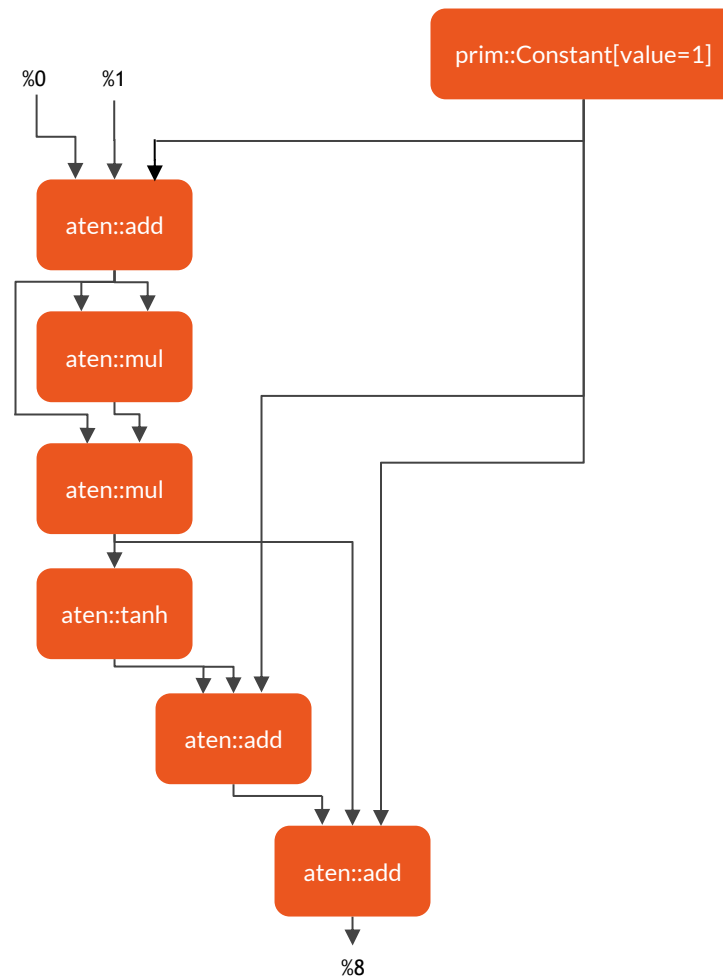 prim::Constant[value=1]
%0
%1
aten::add
aten::mul
aten::mul
aten::tanh
aten::add
aten::add
%8